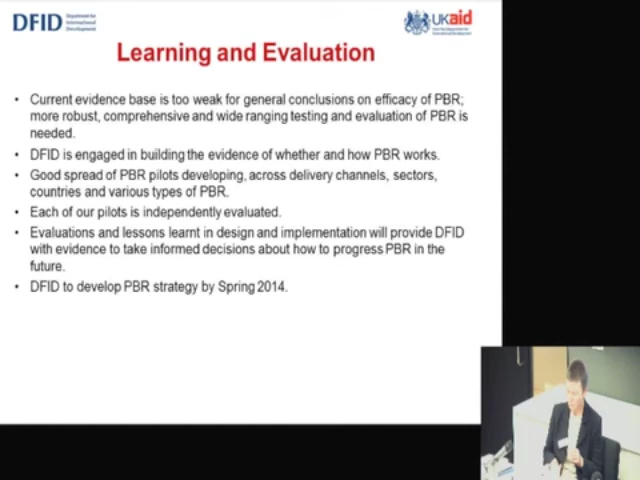 DFID Department for
International
Development
UKaid
Learning and Evaluation
• Current evidence base is too weak for general conclusions on efficacy of PBR;
more robust, comprehensive and wide ranging testing and evaluation of PBR is
needed.
• DFID is engaged in building the evidence of whether and how PBR works.
• Good spread of PBR pilots developing, across delivery channels, sectors,
countries and various types of PBR.
• Each of our pilots is independently evaluated.
• Evaluations and lessons learnt in design and implementation will provide DFID
with evidence to take informed decisions about how to progress PBR in the
future.
• DFID to develop PBR strategy by Spring 2014.